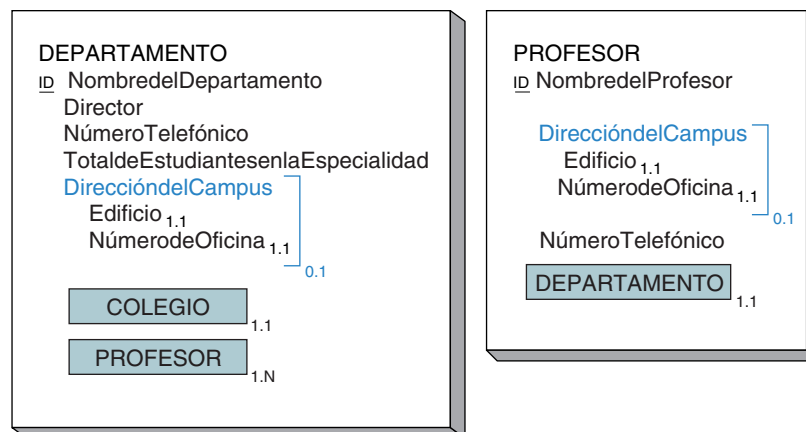 DEPARTAMENTO
ID NombredelDepartamento
Director
NúmeroTelefónico
TotaldeEstudiantesenlaEspecialidad
DireccióndelCampus
Edificio 1.1
NúmerodeOficina 1.1
0.1
COLEGIO
1.1
PROFESOR
1.N
PROFESOR
ID NombredelProfesor
DireccióndelCampus
Edificio 1.1
NúmerodeOficina 1.1
0.1
NúmeroTelefónico
DEPARTAMENTO
1.1